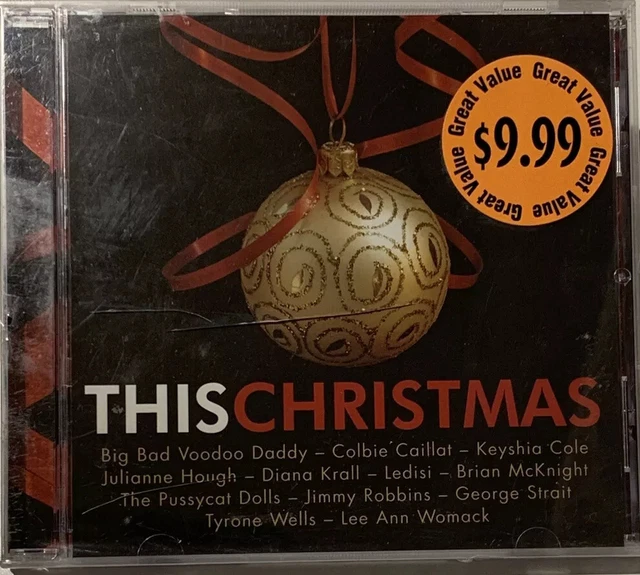 Great Value Great Value Great Value Great Value
$9.99
THISCHRISTMAS
Big Bad Voodoo Daddy – Colbie Caillat – Keyshia Cole
Julianne Hough – Diana Krall – Ledisi – Brian McKnight
The Pussycat Dolls – Jimmy Robbins – George Strait
Tyrone Wells – Lee Ann Womack